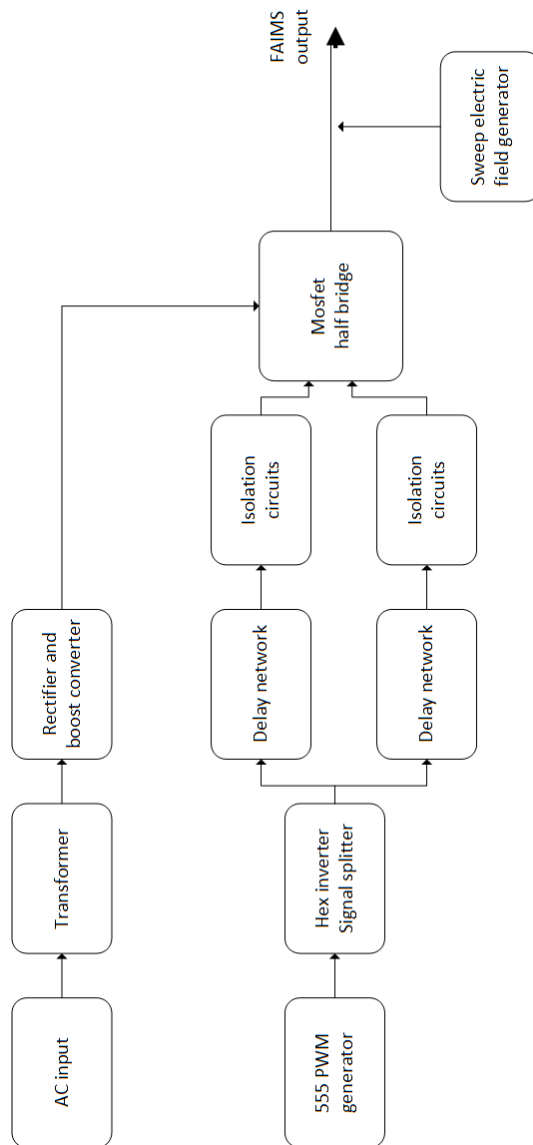 AC input
Transformer
Rectifier and
boost converter
555 PWM
generator
Hex inverter
Signal splitter
Delay network
Isolation
circuits
Delay network
Isolation
circuits
Mosfet
half bridge
FAIMS
output
Sweep electric
field generator